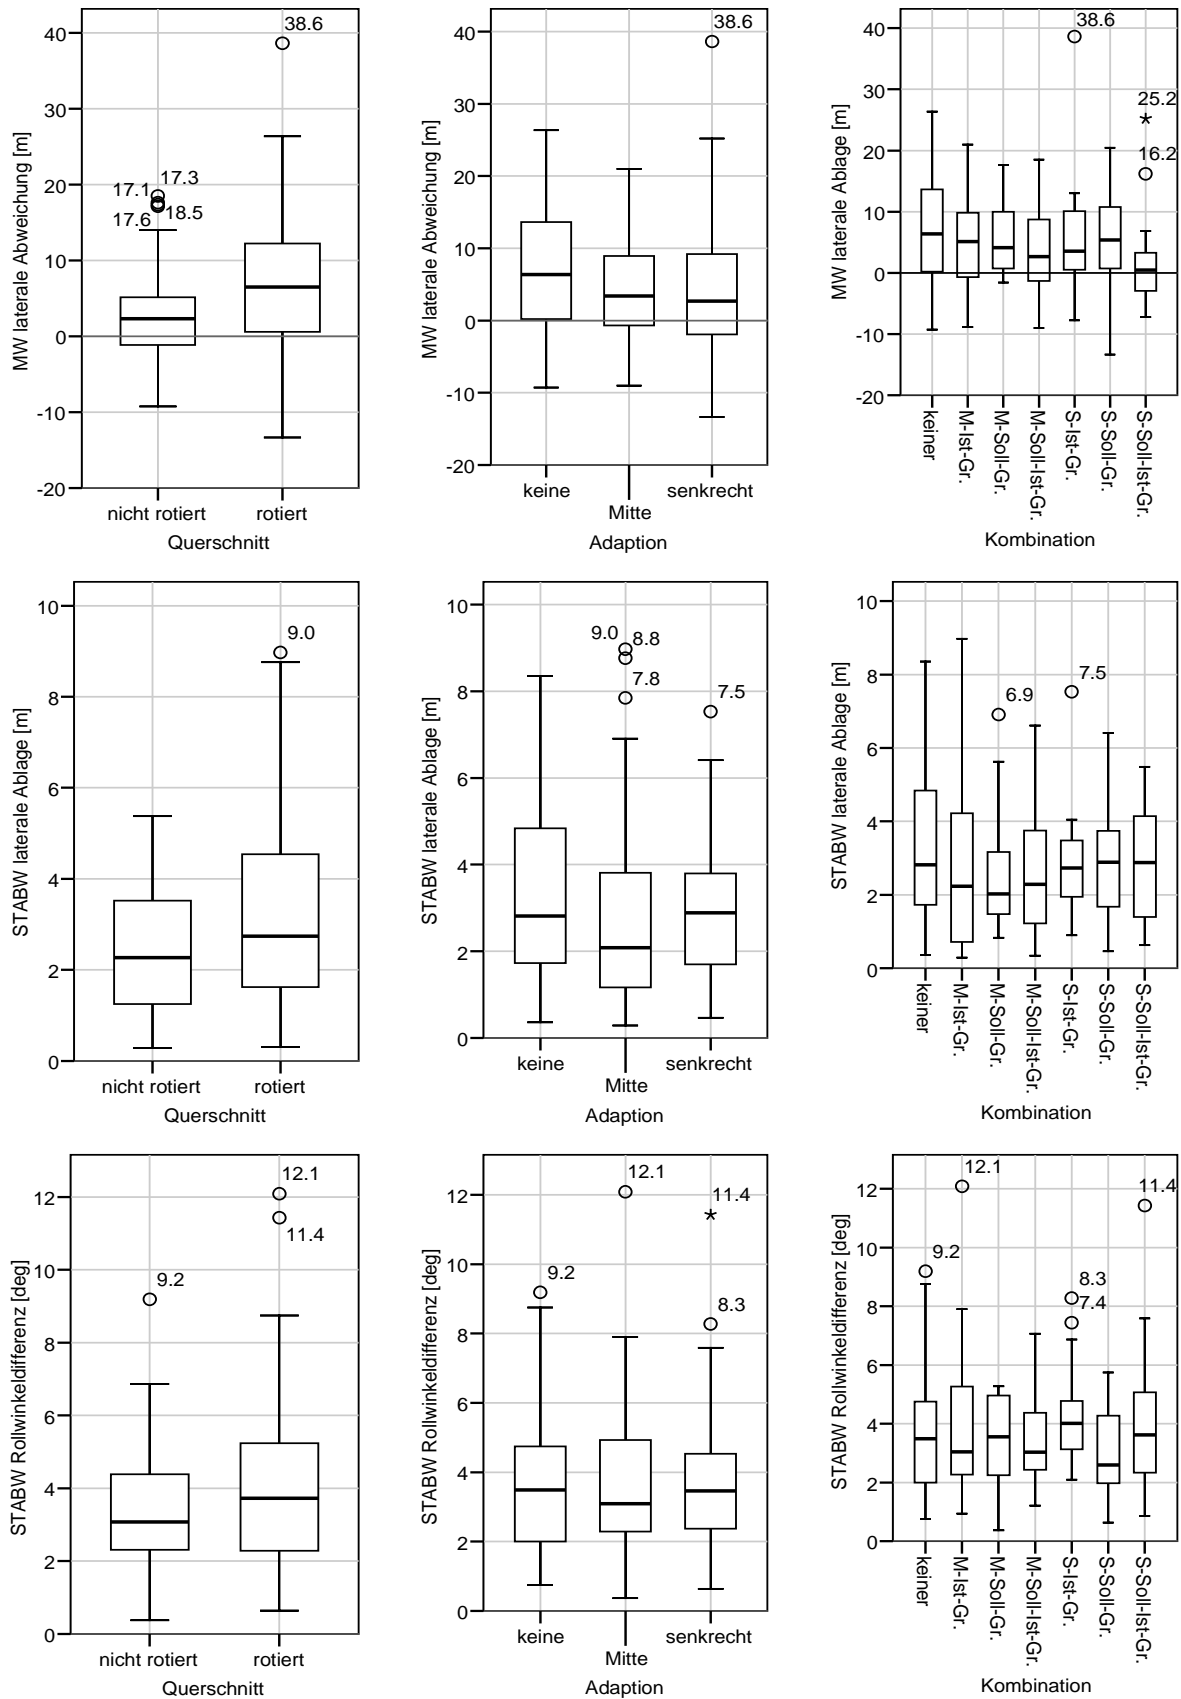 MW laterale Abweichung [m]
40
30
20
10
0
-10
-20
38.6
17.1
17.3
17.6
18.5
nicht rotiert
rotiert
Querschnitt
MW laterale Abweichung [m]
40
30
20
10
0
-10
-20
38.6
keine
Mitte
senkrecht
Adaption
MW laterale Ablage [m]
40
30
20
10
0
-10
-20
38.6
25.2
16.2
keiner
M-Ist-Gr.
M-Soll-Gr.
M-Soll-Ist-Gr.
S-Ist-Gr.
S-Soll-Gr.
S-Soll-Ist-Gr.
Kombination
STABW laterale Ablage [m]
10
8
6
4
2
0
9.0
nicht rotiert
rotiert
Querschnitt
STABW laterale Ablage [m]
10
8
6
4
2
0
9.0
8.8
7.8
7.5
keine
Mitte
senkrecht
Adaption
STABW laterale Ablage [m]
10
8
6
4
2
0
6.9
7.5
keiner
M-Ist-Gr.
M-Soll-Gr.
M-Soll-Ist-Gr.
S-Ist-Gr.
S-Soll-Gr.
S-Soll-Ist-Gr.
Kombination
STABW Rollwinkeldifferenz [deg]
12
10
8
6
4
2
0
9.2
12.1
11.4
nicht rotiert
rotiert
Querschnitt
STABW Rollwinkeldifferenz [deg]
12
10
8
6
4
2
0
9.2
12.1
11.4
8.3
keine
Mitte
senkrecht
Adaption
STABW Rollwinkeldifferenz [deg]
12
10
8
6
4
2
0
9.2
12.1
8.3
7.4
11.4
keiner
M-Ist-Gr.
M-Soll-Gr.
M-Soll-Ist-Gr.
S-Ist-Gr.
S-Soll-Gr.
S-Soll-Ist-Gr.
Kombination